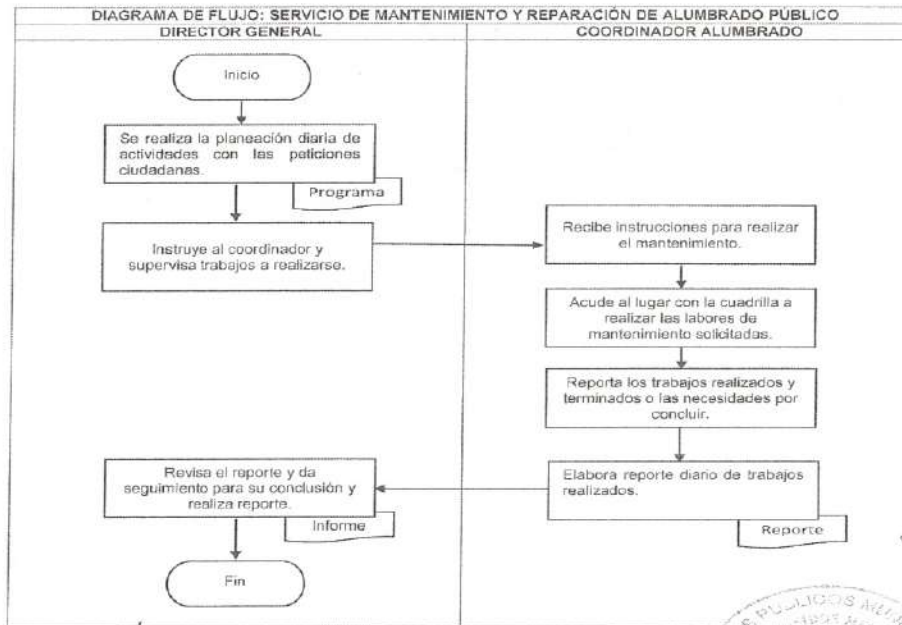 DIAGRAMA DE FLUJO: SERVICIO DE MANTENIMIENTO Y REPARACIÓN DE ALUMBRADO PÚBLICO
DIRECTOR GENERAL
COORDINADOR ALUMBRADO
Inicio
Se realiza la planeación diaria de
actividades con las peticiones
ciudadanas.
Programa
Instruye al coordinador y
supervisa trabajos a realizarse.
Recibe instrucciones para realizar
el mantenimiento.
Acude al lugar con la cuadrilla a
realizar las labores de
mantenimiento solicitadas.
Reporta los trabajos realizados y
terminados o las necesidades por
concluir.
Elabora reporte diario de trabajos
realizados.
Reporte
Revisa el reporte y da
seguimiento para su conclusión y
realiza reporte.
Informe
Fin